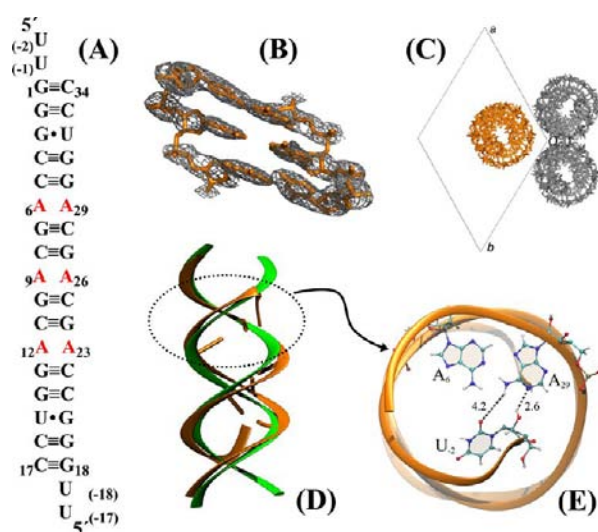 (A)
5´
(-2)U
(-1)U
1G≡C34
G≡C
G•U
C≡G
C≡G
6A A29
G≡C
C≡G
9A A26
G≡C
C≡G
12A A23
G≡C
G≡C
U•G
C≡G
17C≡G18
U(-18)
U(-17)
5´
(B)
(C)
a
b
(D)
A6
A29
4.2
2.6
U-2
(E)